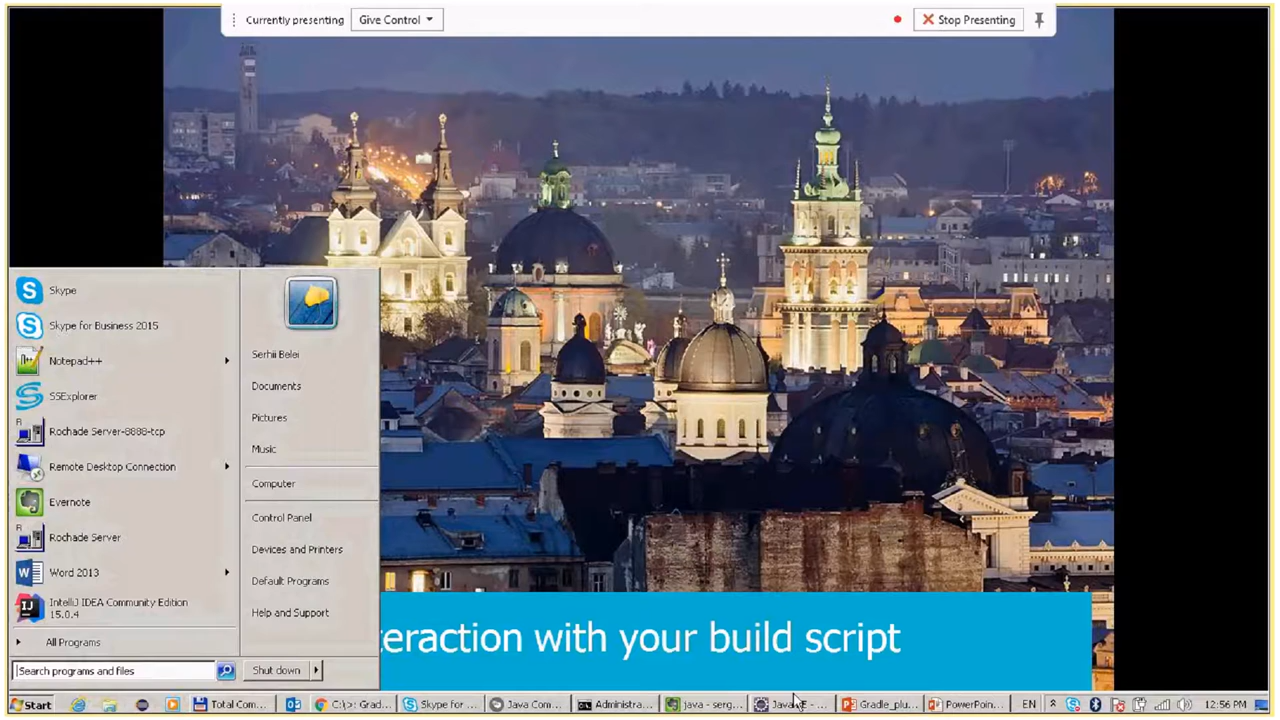 Currently presenting
Give Control
Stop Presenting
Skype
Skype for Business 2015
Notepad++
SSExplorer
Rochade Server-8888-tcp
Remote Desktop Connection
Evernote
Rochade Server
Word 2013
IntelliJ IDEA Community Edition
15.0.4
All Programs
Search programs and files
Serhii Belei
Documents
Pictures
Music
Computer
Control Panel
Devices and Printers
Default Programs
Help and Support
Shut down
teraction with your build script
Start
Total Com...
C:\>: Grad...
Skype for ...
Java Com...
Administra...
java - serg...
Java E - ...
Gradle_plu...
PowerPoin...
EN
12:56 PM